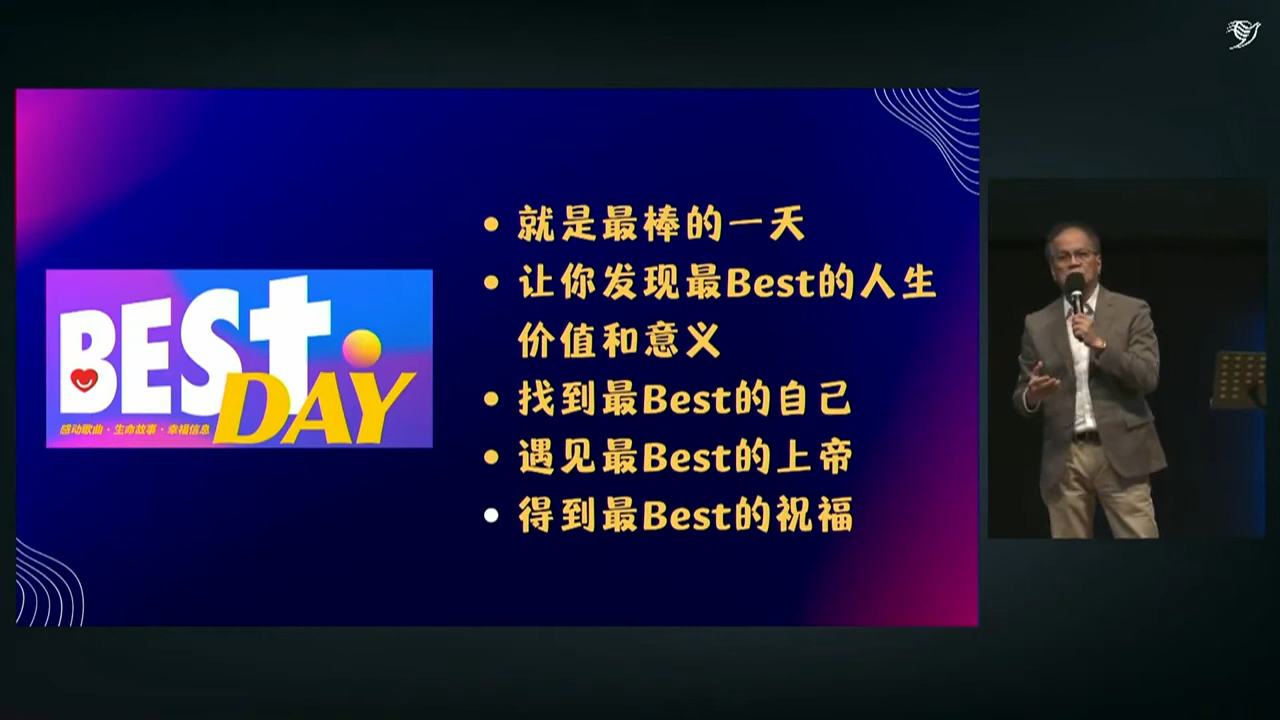 BEST
DAY
感动歌曲·生命故事·幸福信息
• 就是最棒的一天
• 让你发现最Best的人生
价值和意义
• 找到最Best的自己
• 遇见最Best的上帝
• 得到最Best的祝福